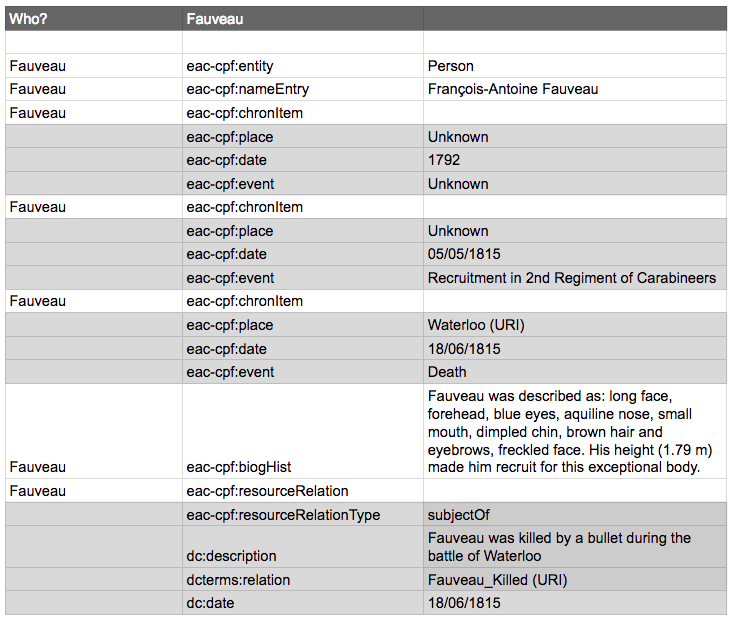 Who? Fauveau
Fauveau eac-cpf:entity Person
Fauveau eac-cpf:nameEntry François-Antoine Fauveau
Fauveau eac-cpf:chronItem
eac-cpf:place Unknown
eac-cpf:date 1792
eac-cpf:event Unknown
Fauveau eac-cpf:chronItem
eac-cpf:place Unknown
eac-cpf:date 05/05/1815
eac-cpf:event Recruitment in 2nd Regiment of Carabineers
Fauveau eac-cpf:chronItem
eac-cpf:place Waterloo (URI)
eac-cpf:date 18/06/1815
eac-cpf:event Death
Fauveau was described as: long face,
forehead, blue eyes, aquiline nose, small
mouth, dimpled chin, brown hair and
eyebrows, freckled face. His height (1.79 m)
Fauveau eac-cpf:biogHist made him recruit for this exceptional body.
Fauveau eac-cpf:resourceRelation
eac-cpf:resourceRelationType subjectOf
Fauveau was killed by a bullet during the
dc:description battle of Waterloo
dcterms:relation Fauveau_Killed (URI)
dc:date 18/06/1815